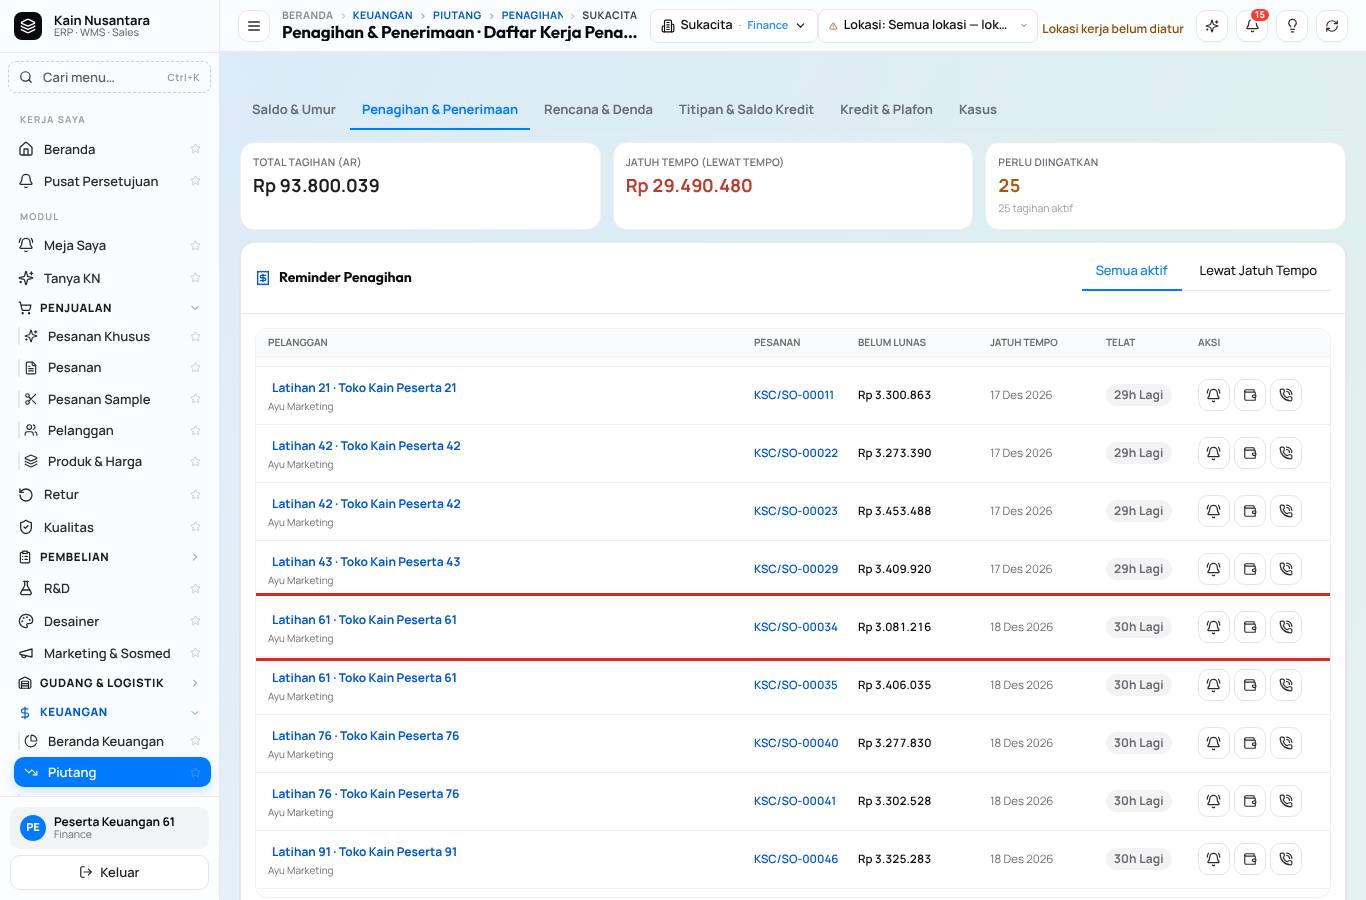 Kain Nusantara
ERP · WMS · Sales
Cari menu... Ctrl+K
KERJA SAYA
Beranda
Pusat Persetujuan
MODUL
Meja Saya
Tanya KN
PENJUALAN
Pesanan Khusus
Pesanan
Pesanan Sample
Pelanggan
Produk & Harga
Retur
Kualitas
PEMBELIAN
R&D
Desainer
Marketing & Sosmed
GUDANG & LOGISTIK
KEUANGAN
Beranda Keuangan
Piutang
PE
Peserta Keuangan 61
Finance
Keluar
BERANDA > KEUANGAN > PIUTANG > PENAGIHAN > SUKACITA
Penagihan & Penerimaan · Daftar Kerja Pena...
Sukacita · Finance
Lokasi: Semua lokasi — lok...
Lokasi kerja belum diatur
15
Saldo & Umur Penagihan & Penerimaan Rencana & Denda Titipan & Saldo Kredit Kredit & Plafon Kasus
TOTAL TAGIHAN (AR)
Rp 93.800.039
JATUH TEMPO (LEWAT TEMPO)
Rp 29.490.480
PERLU DIINGATKAN
25
25 tagihan aktif
Reminder Penagihan
Semua aktif Lewat Jatuh Tempo
PELANGGAN PESANAN BELUM LUNAS JATUH TEMPO TELAT AKSI
Latihan 21 · Toko Kain Peserta 21 KSC/SO-00011 Rp 3.300.863 17 Des 2026 29h Lagi
Ayu Marketing
Latihan 42 · Toko Kain Peserta 42 KSC/SO-00022 Rp 3.273.390 17 Des 2026 29h Lagi
Ayu Marketing
Latihan 42 · Toko Kain Peserta 42 KSC/SO-00023 Rp 3.453.488 17 Des 2026 29h Lagi
Ayu Marketing
Latihan 43 · Toko Kain Peserta 43 KSC/SO-00029 Rp 3.409.920 17 Des 2026 29h Lagi
Ayu Marketing
Latihan 61 · Toko Kain Peserta 61 KSC/SO-00034 Rp 3.081.216 18 Des 2026 30h Lagi
Ayu Marketing
Latihan 61 · Toko Kain Peserta 61 KSC/SO-00035 Rp 3.406.035 18 Des 2026 30h Lagi
Ayu Marketing
Latihan 76 · Toko Kain Peserta 76 KSC/SO-00040 Rp 3.277.830 18 Des 2026 30h Lagi
Ayu Marketing
Latihan 76 · Toko Kain Peserta 76 KSC/SO-00041 Rp 3.302.528 18 Des 2026 30h Lagi
Ayu Marketing
Latihan 91 · Toko Kain Peserta 91 KSC/SO-00046 Rp 3.325.283 18 Des 2026 30h Lagi
Ayu Marketing